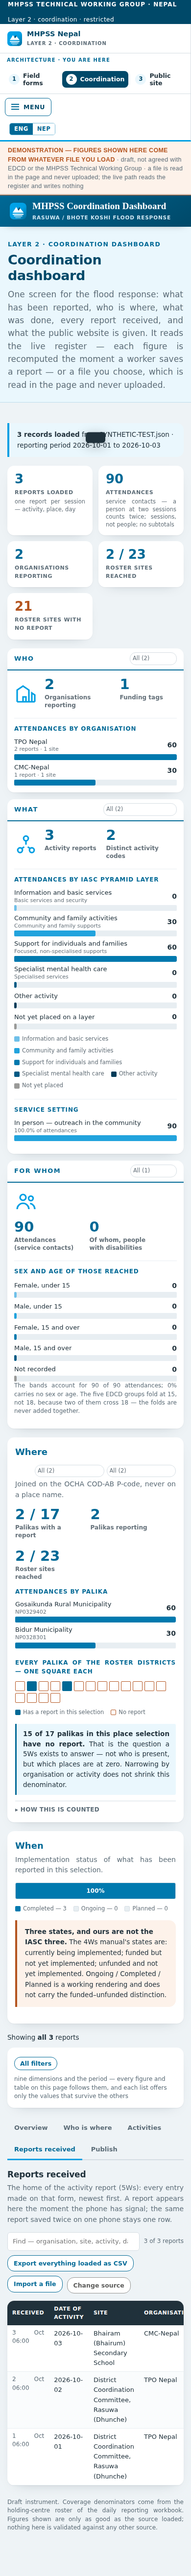 MHPSS TECHNICAL WORKING GROUP · NEPAL
Layer 2 · coordination · restricted
MHPSS Nepal
LAYER 2 · COORDINATION
ARCHITECTURE · YOU ARE HERE
1 Field forms
2 Coordination
3 Public site
MENU
ENG NEP
DEMONSTRATION — FIGURES SHOWN HERE COME
FROM WHATEVER FILE YOU LOAD · draft, not agreed with
EDCD or the MHPSS Technical Working Group · a file is read
in the page and never uploaded; the live path reads the
register and writes nothing
MHPSS Coordination Dashboard
RASUWA / BHOTE KOSHI FLOOD RESPONSE
LAYER 2 · COORDINATION DASHBOARD
Coordination
dashboard
One screen for the flood response: what
has been reported, who is where, what
was done, every report received, and
what the public website is given. It reads
the live register — each figure is
recomputed the moment a worker saves
a report — or a file you choose, which is
read in the page and never uploaded.
3 records loaded
YNTHETIC-TEST.json ·
reporting period 2026-10-01 to 2026-10-03
3
REPORTS LOADED
one report per session
— activity, place, day
90
ATTENDANCES
service contacts — a
person at two sessions
counts twice; sessions,
not people; no subtotals
2
ORGANISATIONS
REPORTING
2 / 23
ROSTER SITES
REACHED
21
ROSTER SITES WITH
NO REPORT
WHO
All (2)
2
Organisations
reporting
1
Funding tags
ATTENDANCES BY ORGANISATION
TPO Nepal
2 reports · 1 site
60
CMC-Nepal
1 report · 1 site
30
WHAT
All (2)
3
Activity reports
2
Distinct activity
codes
ATTENDANCES BY IASC PYRAMID LAYER
Information and basic services
Basic services and security
0
Community and family activities
Community and family supports
30
Support for individuals and families
Focused, non-specialised supports
60
Specialist mental health care
Specialised services
0
Other activity
0
Not yet placed on a layer
0
Information and basic services
Community and family activities
Support for individuals and families
Specialist mental health care
Other activity
Not yet placed
SERVICE SETTING
In person — outreach in the community
100.0% of attendances
90
FOR WHOM
All (1)
90
Attendances
(service contacts)
0
Of whom, people
with disabilities
SEX AND AGE OF THOSE REACHED
Female, under 15
0
Male, under 15
0
Female, 15 and over
0
Male, 15 and over
0
Not recorded
0
The bands account for 90 of 90 attendances; 0%
carries no sex or age. The five EDCD groups fold at 15,
not 18, because two of them cross 18 — the folds are
never added together.
Where
All (2)
All (2)
Joined on the OCHA COD-AB P-code, never on
a place name.
2 / 17
Palikas with a
report
2
Palikas reporting
2 / 23
Roster sites
reached
ATTENDANCES BY PALIKA
Gosaikunda Rural Municipality
NP0329402
60
Bidur Municipality
NP0328301
30
EVERY PALIKA OF THE ROSTER DISTRICTS
— ONE SQUARE EACH
Has a report in this selection
No report
15 of 17 palikas in this place selection
have no report. That is the question a
5Ws exists to answer — not who is present,
but which places are at zero. Narrowing by
organisation or activity does not shrink this
denominator.
▸ HOW THIS IS COUNTED
When
Implementation status of what has been
reported in this selection.
100%
Completed — 3
Ongoing — 0
Planned — 0
Three states, and ours are not the
IASC three. The 4Ws manual's states are:
currently being implemented; funded but
not yet implemented; unfunded and not
yet implemented. Ongoing / Completed /
Planned is a working rendering and does
not carry the funded–unfunded distinction.
Showing all 3 reports
All filters
nine dimensions and the period — every figure and
table on this page follows them, and each list offers
only the values that survive the others
Overview
Who is where
Activities
Reports received
Publish
Reports received
The home of the activity report (5Ws): every entry
made on that form, newest first. A report appears
here the moment the phone has signal; the same
report saved twice on one phone stays one row.
Find — organisation, site, activity, di
3 of 3 reports
Export everything loaded as CSV
Import a file
Change source
RECEIVED
DATE OF
ACTIVITY
SITE
3 Oct
06:00
2026-10-
03
Bhairam
(Bhairum)
Secondary
School
CMC-Nepal
2 Oct
06:00
2026-10-
02
District
Coordination
Committee,
Rasuwa
(Dhunche)
TPO Nepal
1 Oct
06:00
2026-10-
01
District
Coordination
Committee,
Rasuwa
(Dhunche)
TPO Nepal
Draft instrument. Coverage denominators come from the
holding-centre roster of the daily reporting workbook.
Figures shown are only as good as the source loaded;
nothing here is validated against any other source.